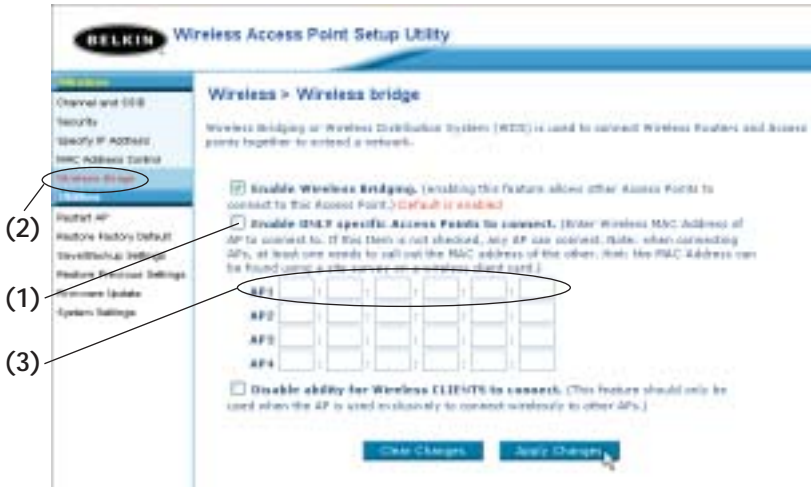 BELKIN
Wireless Access Point Setup Utility
Wireless
Channel and SSID
Security
Specify IP Address
MAC Address Control
Wireless Bridge
Utilities
Restart AP
Restore Factory Default
Save/Backup Settings
Restore Previous Settings
Firmware Update
System Settings
(2)
(1)
(3)
Wireless > Wireless bridge
Wireless Bridging or Wireless Distribution System (WDS) is used to connect Wireless Routers and Access
points together to extend a network.
Enable Wireless Bridging. (enabling this feature allows other Access Points to
connect to this Access Point.) Default is enabled
Enable ONLY specific Access Points to connect. (Enter Wireless MAC Address of
AP to connect to. If this item is not checked, any AP can connect. Note: when connecting
APs, at least one needs to call out the MAC address of the other. Hint: the MAC Address can
be found using a site survey on a wireless client card.)
AP1 : : : : :
AP2 : : : : :
AP3 : : : : :
AP4 : : : : :
Disable ability for Wireless CLIENTS to connect. (This feature should only be
used when the AP is used exclusively to connect wirelessly to other APs.)
Clear Changes
Apply Changes